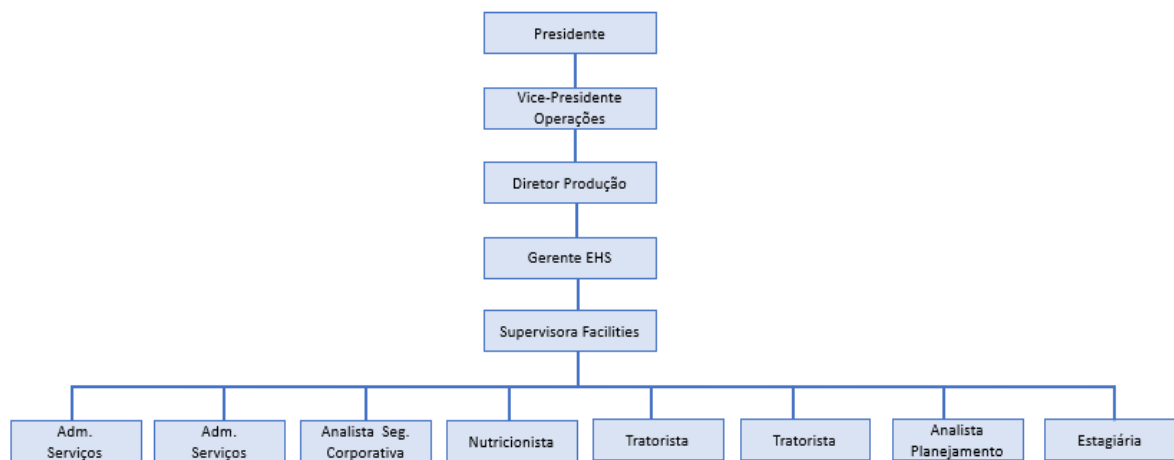 Presidente
Vice-Presidente
Operações
Diretor Produção
Gerente EHS
Supervisora Facilities
Adm.
Serviços
Adm.
Serviços
Analista Seg.
Corporativa
Nutricionista
Tratorista
Tratorista
Analista
Planejamento
Estagiária